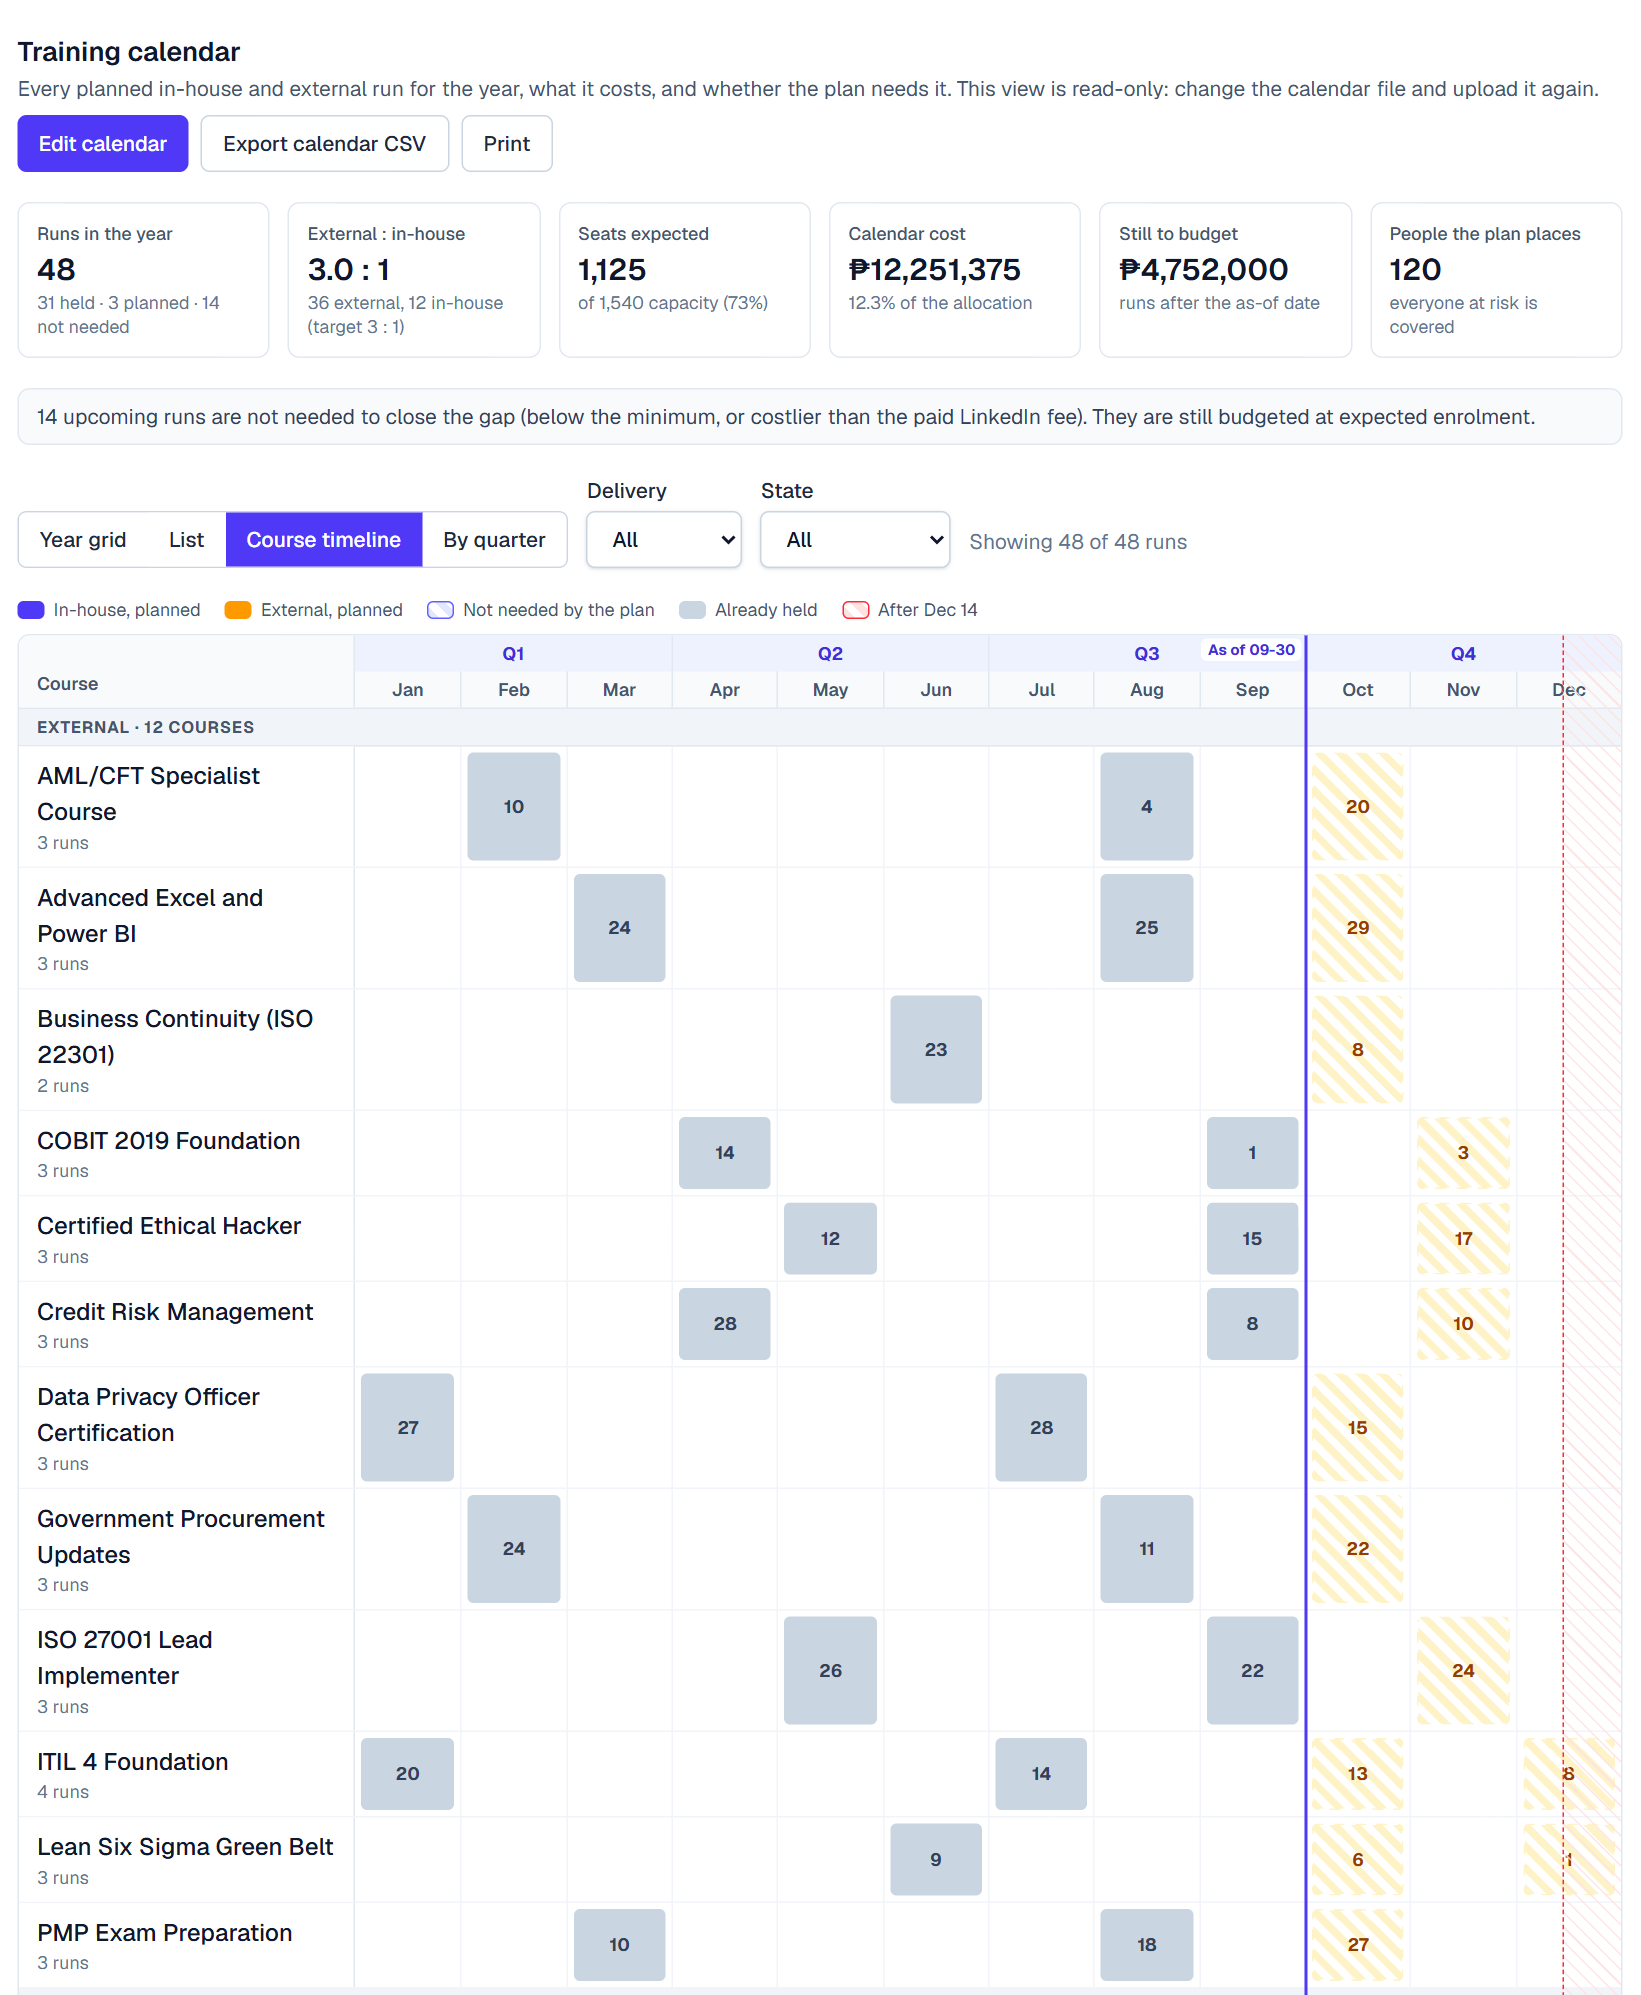 Training calendar
Every planned in-house and external run for the year, what it costs, and whether the plan needs it. This view is read-only: change the calendar file and upload it again.
Edit calendar
Export calendar CSV
Print
Runs in the year
48
31 held · 3 planned · 14
not needed
External : in-house
3.0 : 1
36 external, 12 in-house
(target 3 : 1)
Seats expected
1,125
of 1,540 capacity (73%)
Calendar cost
₱12,251,375
12.3% of the allocation
Still to budget
₱4,752,000
runs after the as-of date
People the plan places
120
everyone at risk is
covered
14 upcoming runs are not needed to close the gap (below the minimum, or costlier than the paid LinkedIn fee). They are still budgeted at expected enrolment.
Delivery
State
Year grid
List
Course timeline
By quarter
All
All
Showing 48 of 48 runs
In-house, planned
External, planned
Not needed by the plan
Already held
After Dec 14
Course
Q1
Q2
Q3
As of 09-30
Q4
Jan
Feb
Mar
Apr
May
Jun
Jul
Aug
Sep
Oct
Nov
Dec
EXTERNAL · 12 COURSES
AML/CFT Specialist
Course
3 runs
10
4
20
Advanced Excel and
Power BI
3 runs
24
25
29
Business Continuity (ISO
22301)
2 runs
23
8
COBIT 2019 Foundation
3 runs
14
1
3
Certified Ethical Hacker
3 runs
12
15
17
Credit Risk Management
3 runs
28
8
10
Data Privacy Officer
Certification
3 runs
27
28
15
Government Procurement
Updates
3 runs
24
11
22
ISO 27001 Lead
Implementer
3 runs
26
22
24
ITIL 4 Foundation
4 runs
20
14
13
8
Lean Six Sigma Green Belt
3 runs
9
6
1
PMP Exam Preparation
3 runs
10
18
27